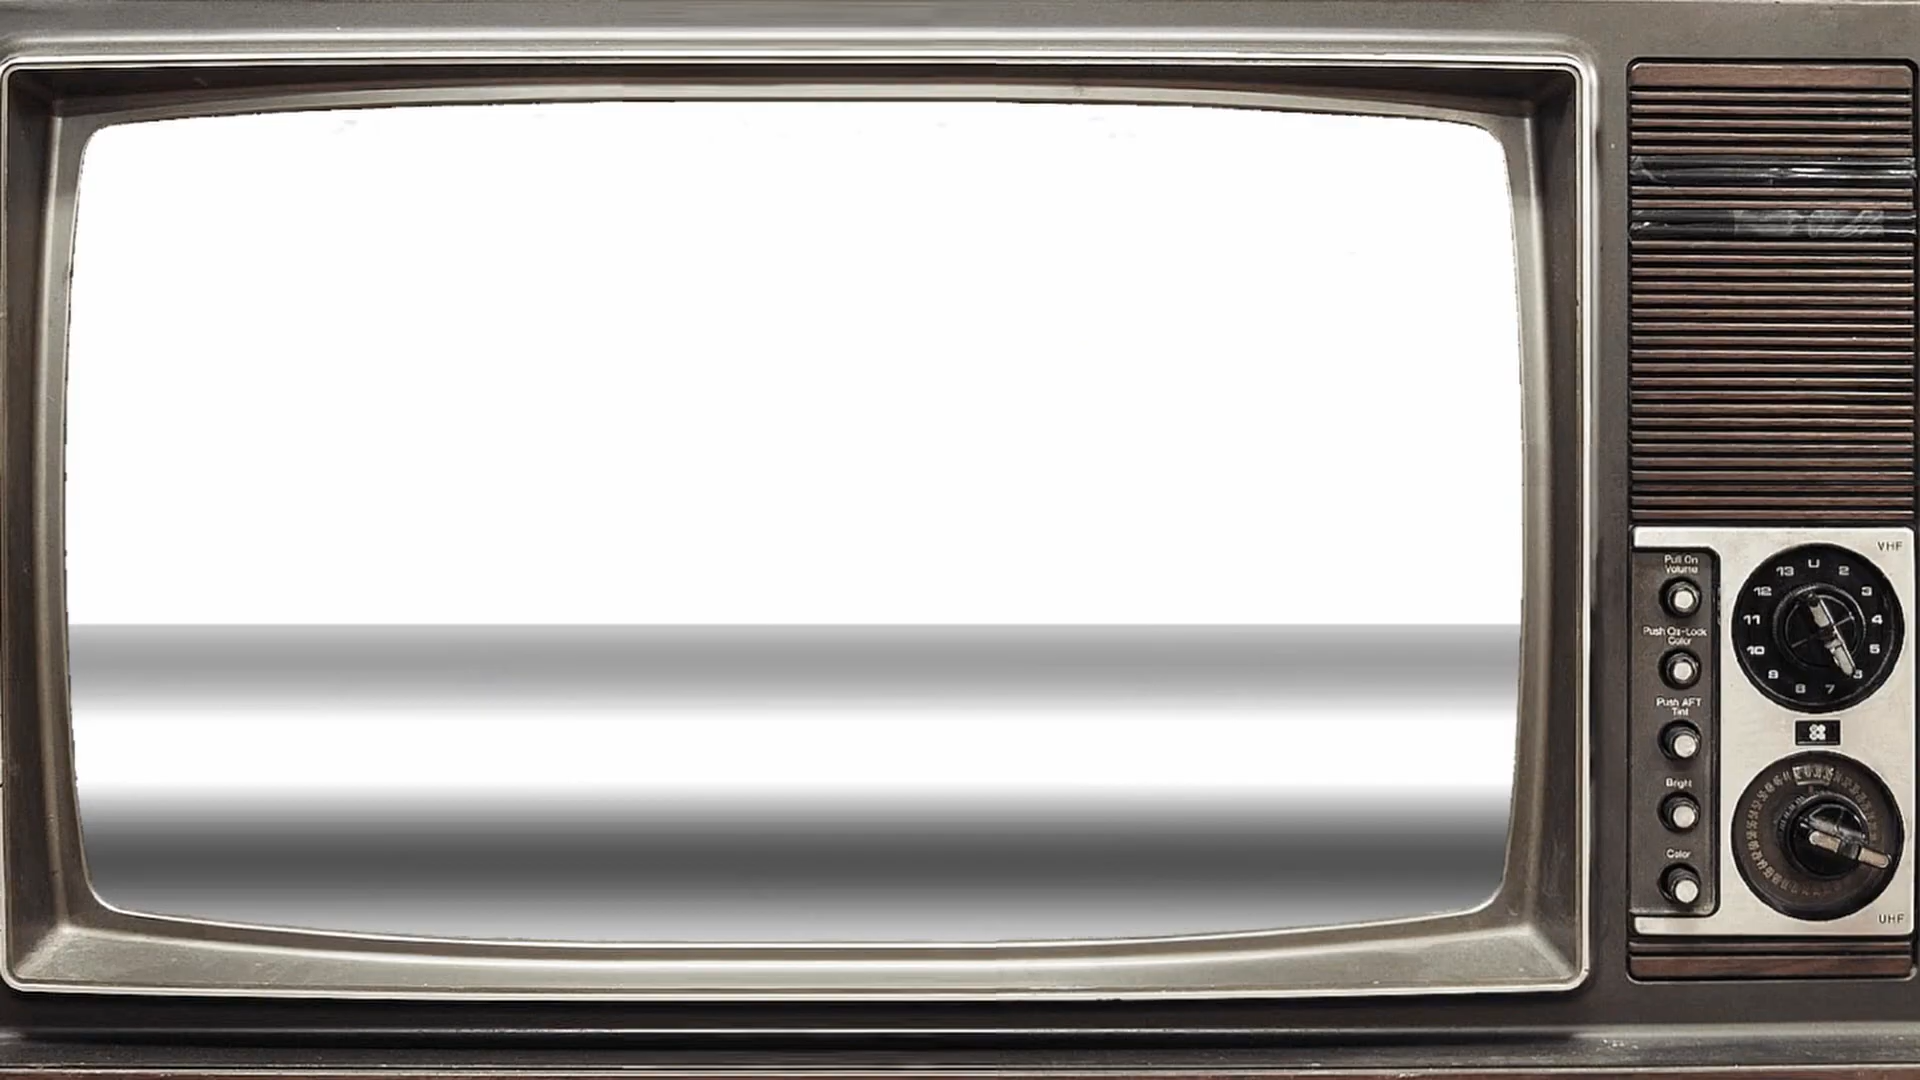 VHF
Pull On
Volume
13 U 2
12 3
11 4
10 5
9
8 7
Push On-Lock
Color
Push AFT
Tint
Bright
Color
UHF